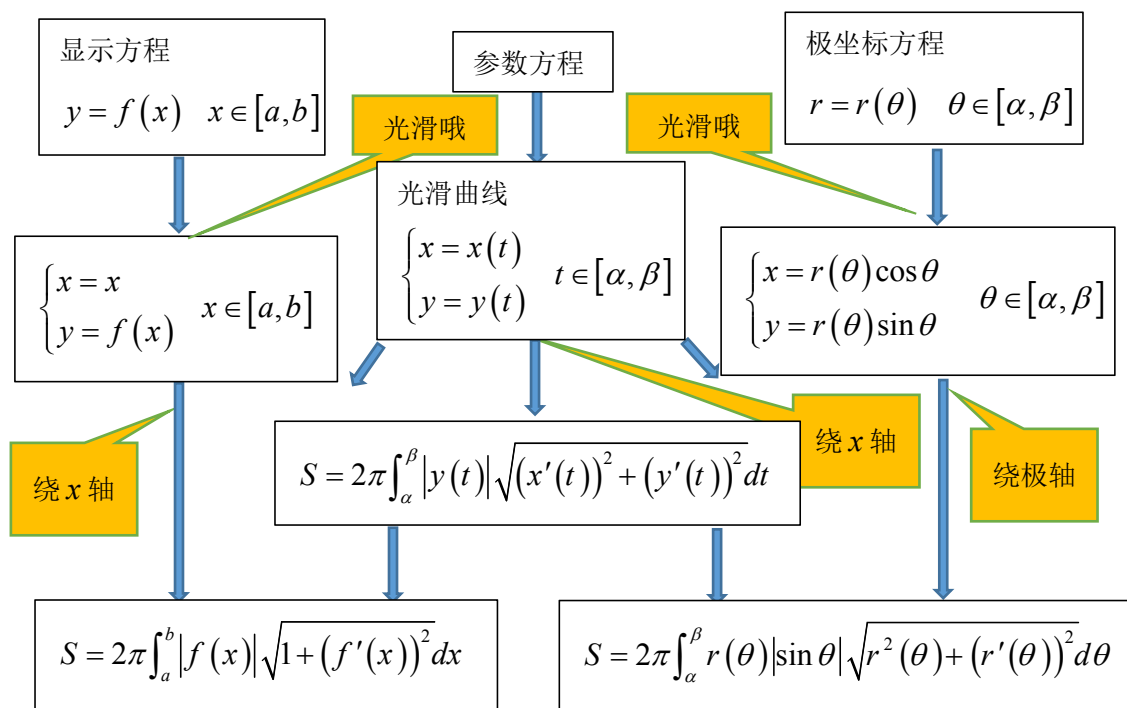 显示方程
y = f(x) x∈[a,b]
参数方程
极坐标方程
r = r(θ) θ∈[α,β]
光滑哦
光滑哦
{x = x
y = f(x) x∈[a,b]
光滑曲线
{x = x(t)
y = y(t) t∈[α,β]
{x = r(θ)cosθ
y = r(θ)sinθ θ∈[α,β]
绕 x 轴
绕 x 轴
绕极轴
S = 2π∫_α^β |y(t)|√((x′(t))² + (y′(t))²) dt
S = 2π∫_a^b |f(x)|√(1+(f′(x))²) dx
S = 2π∫_α^β r(θ)|sinθ|√(r²(θ)+(r′(θ))²) dθ